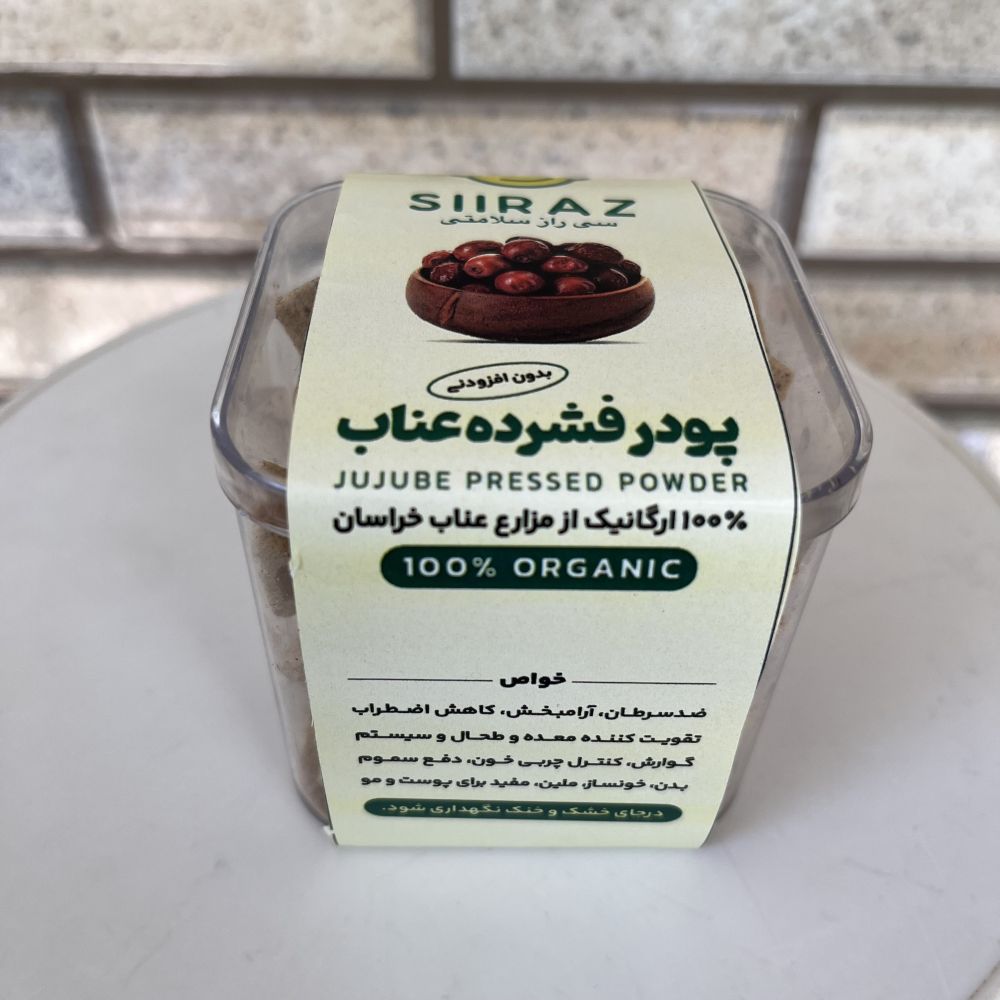 SIIRAZ
سی راز سلامتی
بدون افزودنی
پودر فشرده عناب
JUJUBE PRESSED POWDER
۱۰۰٪ ارگانیک از مزارع عناب خراسان
100% ORGANIC
خواص
ضدسرطان، آرامبخش، کاهش اضطراب
تقویت کننده معده و طحال و سیستم
گوارش، کنترل چربی خون، دفع سموم
بدن، خونساز، ملین، مفید برای پوست و مو
درجای خشک و خنک نگهداری شود.